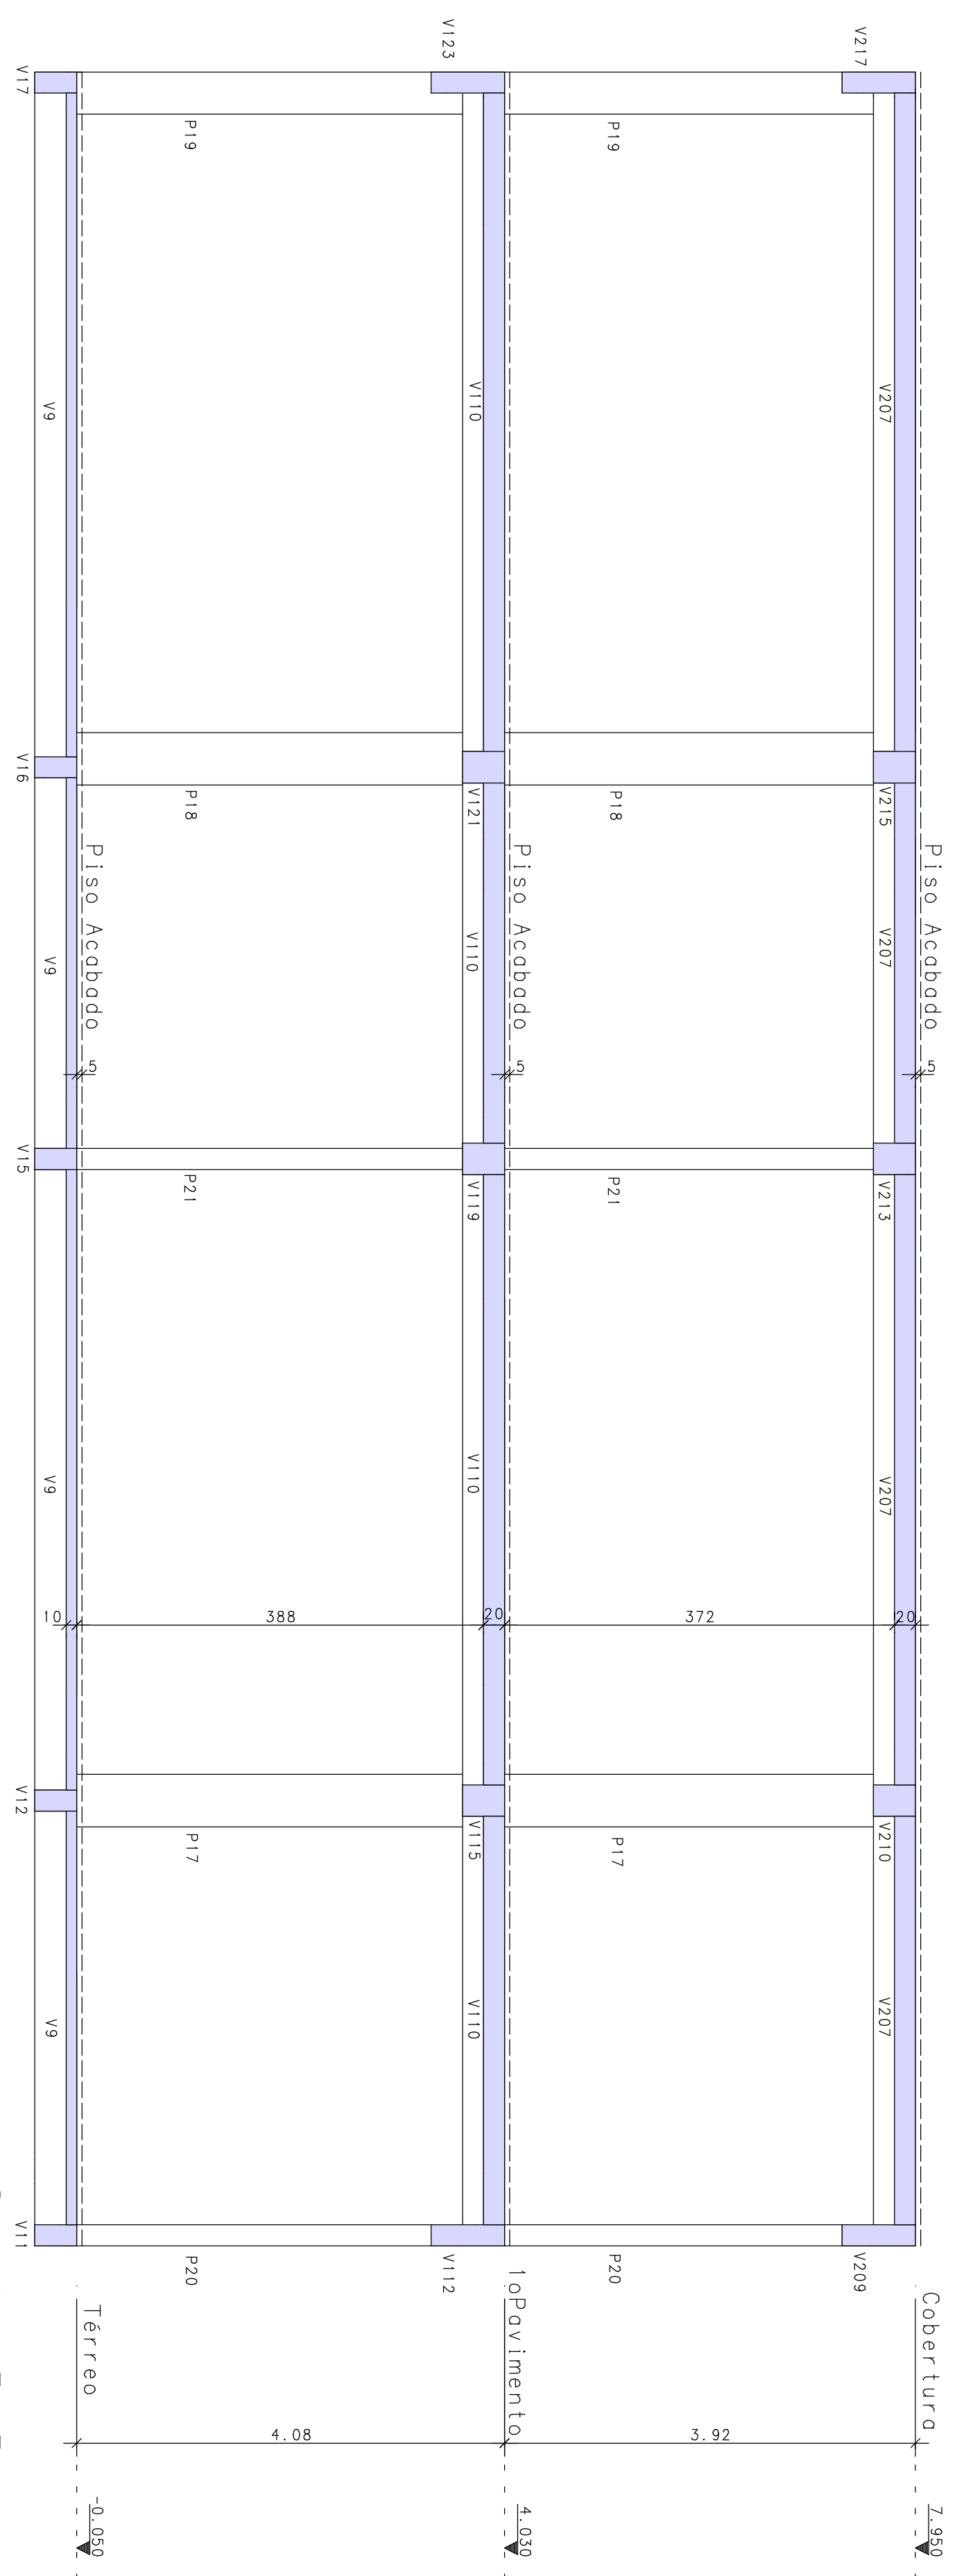 V217
V207
V215
V207
V213
V207
V210
V207
V209
Piso Acabado
5
Cobertura
7.950
P19
P18
P21
P17
P20
372
20
3.92
V123
V110
V121
V110
V119
V110
V115
V110
V112
Piso Acabado
5
1oPavimento
4.030
P19
P18
P21
P17
P20
388
20
4.08
Piso Acabado
5
Térreo
-0.050
V9
V9
V9
10
V9
V17
V16
V15
V12
V11